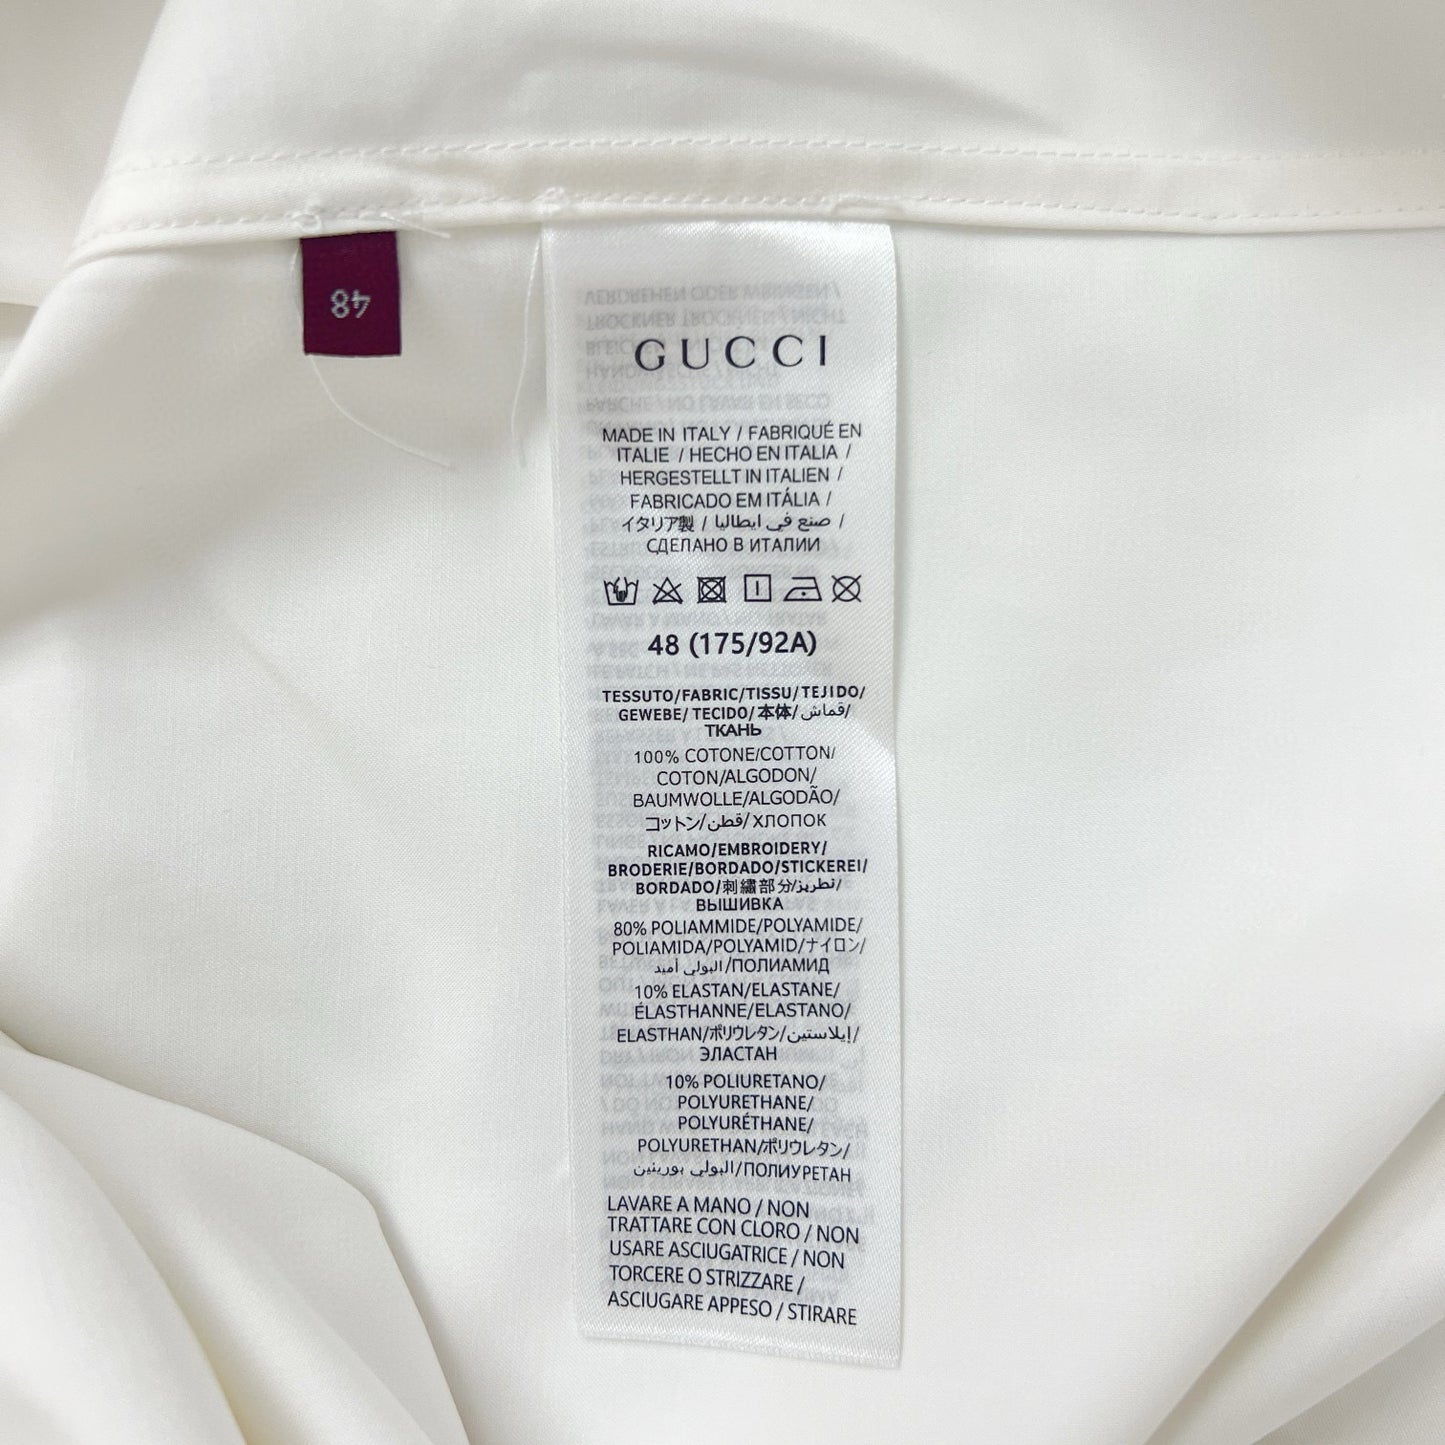 48
GUCCI
MADE IN ITALY / FABRIQUÉ EN
ITALIE / HECHO EN ITALIA /
HERGESTELLT IN ITALIEN /
FABRICADO EM ITÁLIA /
イタリア製 / صنع في ايطاليا /
СДЕЛАНО В ИТАЛИИ
48 (175/92A)
TESSUTO/FABRIC/TISSU/TEJIDO/
GEWEBE/ TECIDO/本体/قماش/
ТКАНЬ
100% COTONE/COTTON/
COTON/ALGODON/
BAUMWOLLE/ALGODÃO/
コットン/قطن/ХЛОПОК
RICAMO/EMBROIDERY/
BRODERIE/BORDADO/STICKEREI/
BORDADO/刺繍部分/تطريز/
ВЫШИВКА
80% POLIAMMIDE/POLYAMIDE/
POLIAMIDA/POLYAMID/ナイロン/
البولي أميد/ПОЛИАМИД
10% ELASTAN/ELASTANE/
ÉLASTHANNE/ELASTANO/
ELASTHAN/ポリウレタン/إيلاستين/
ЭЛАСТАН
10% POLIURETANO/
POLYURETHANE/
POLYURÉTHANE/
POLYURETHAN/ポリウレタン/
البولي يوريثين/ПОЛИУРЕТАН
LAVARE A MANO / NON
TRATTARE CON CLORO / NON
USARE ASCIUGATRICE / NON
TORCERE O STRIZZARE /
ASCIUGARE APPESO / STIRARE